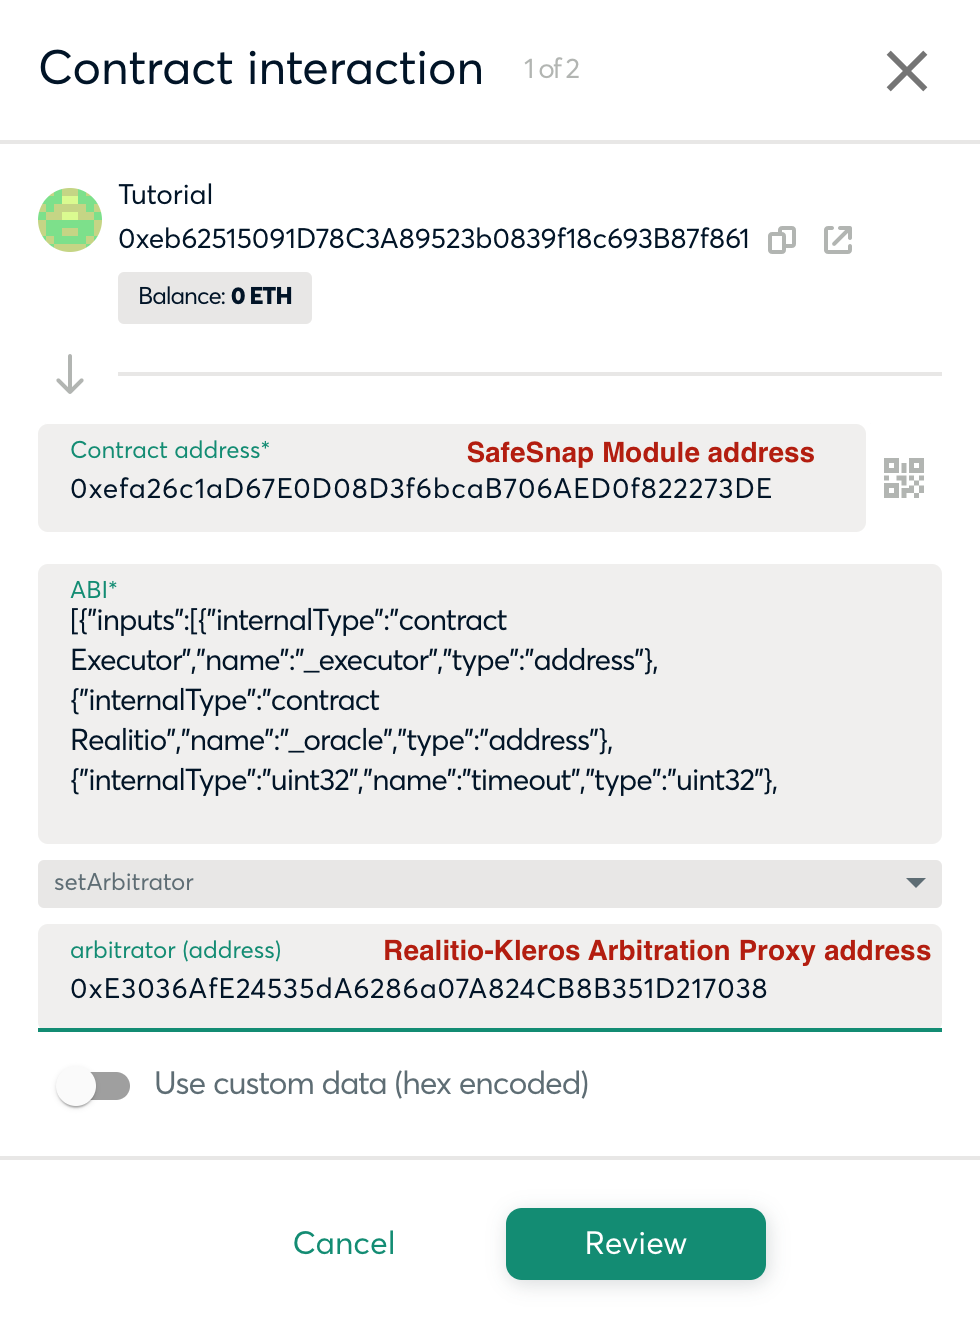 Contract interaction 1 of 2
Tutorial
0xeb62515091D78C3A89523b0839f18c693B87f861
Balance: 0 ETH
Contract address* SafeSnap Module address
0xefa26c1aD67E0D08D3f6bcaB706AED0f822273DE
ABI*
[{"inputs":[{"internalType":"contract
Executor","name":"_executor","type":"address"},
{"internalType":"contract
Realitio","name":"_oracle","type":"address"},
{"internalType":"uint32","name":"timeout","type":"uint32"},
setArbitrator
arbitrator (address) Realitio-Kleros Arbitration Proxy address
0xE3036AfE24535dA6286a07A824CB8B351D217038
Use custom data (hex encoded)
Cancel Review